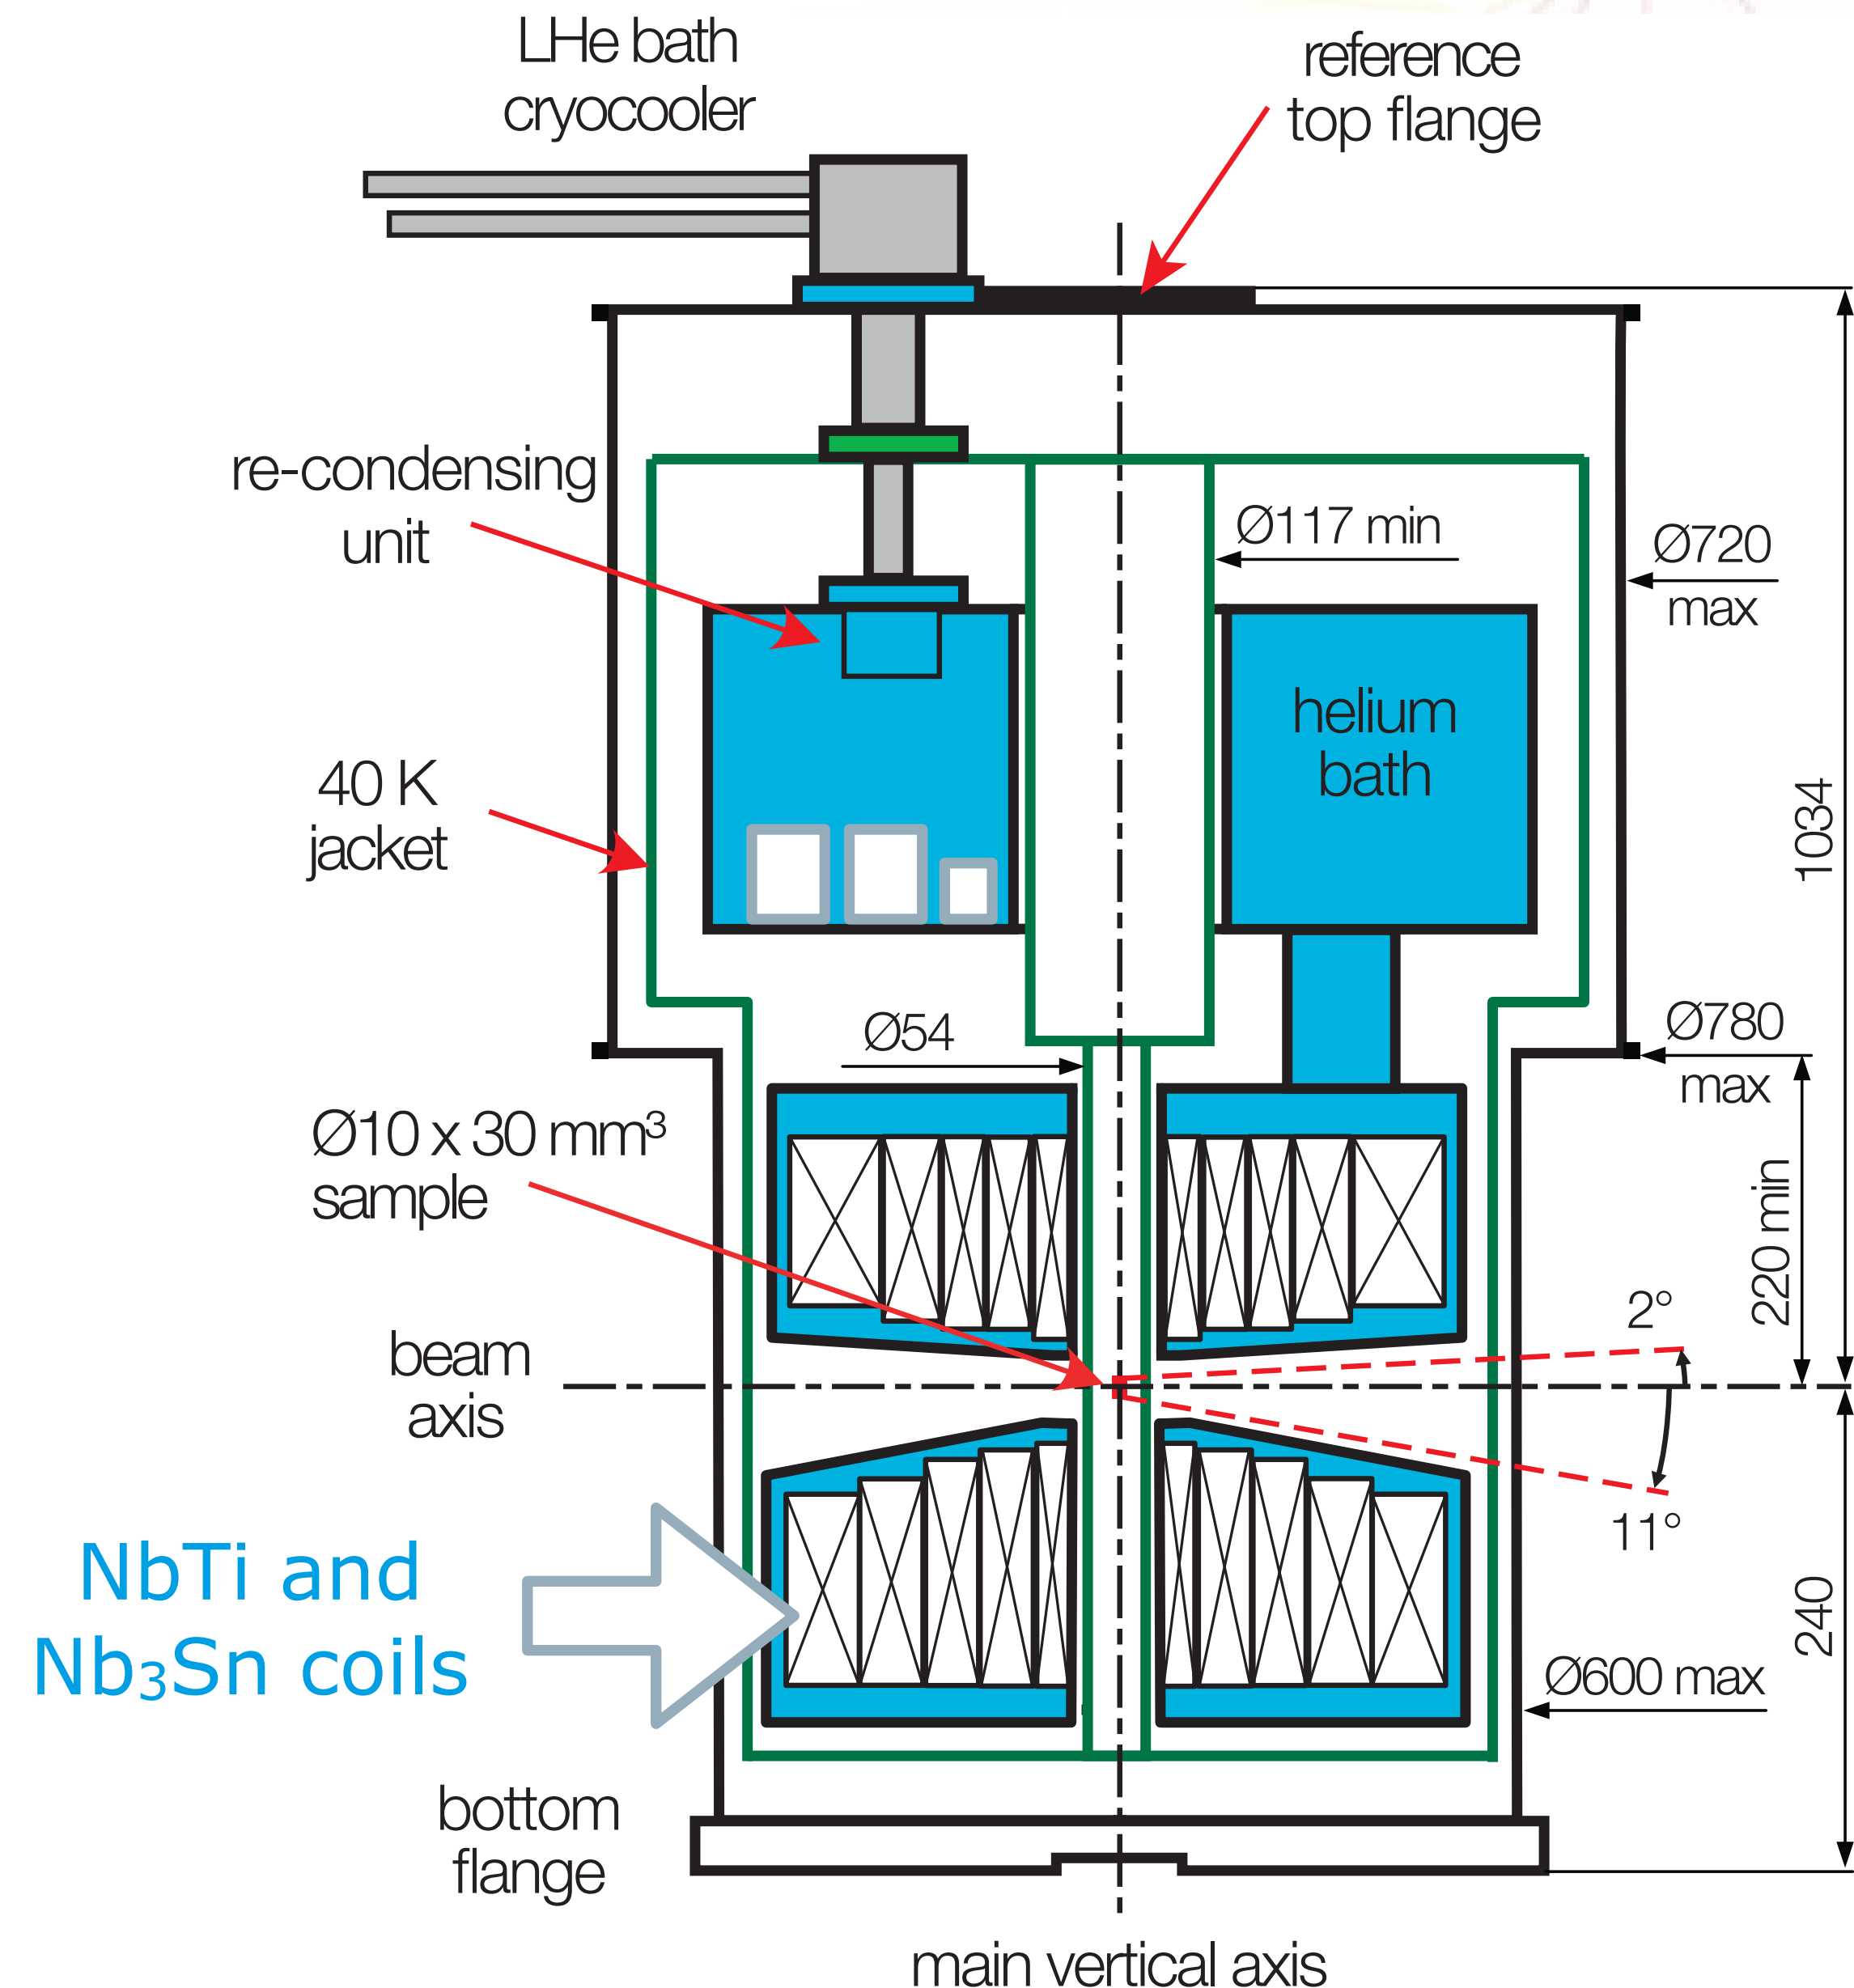 LHe bath
cryocooler
reference
top flange
re-condensing
unit
Ø117 min
Ø720
max
helium
bath
40 K
jacket
1034
Ø54
Ø780
max
Ø10 x 30 mm³
sample
220 min
2°
beam
axis
11°
NbTi and
Nb₃Sn coils
240
Ø600 max
bottom
flange
main vertical axis